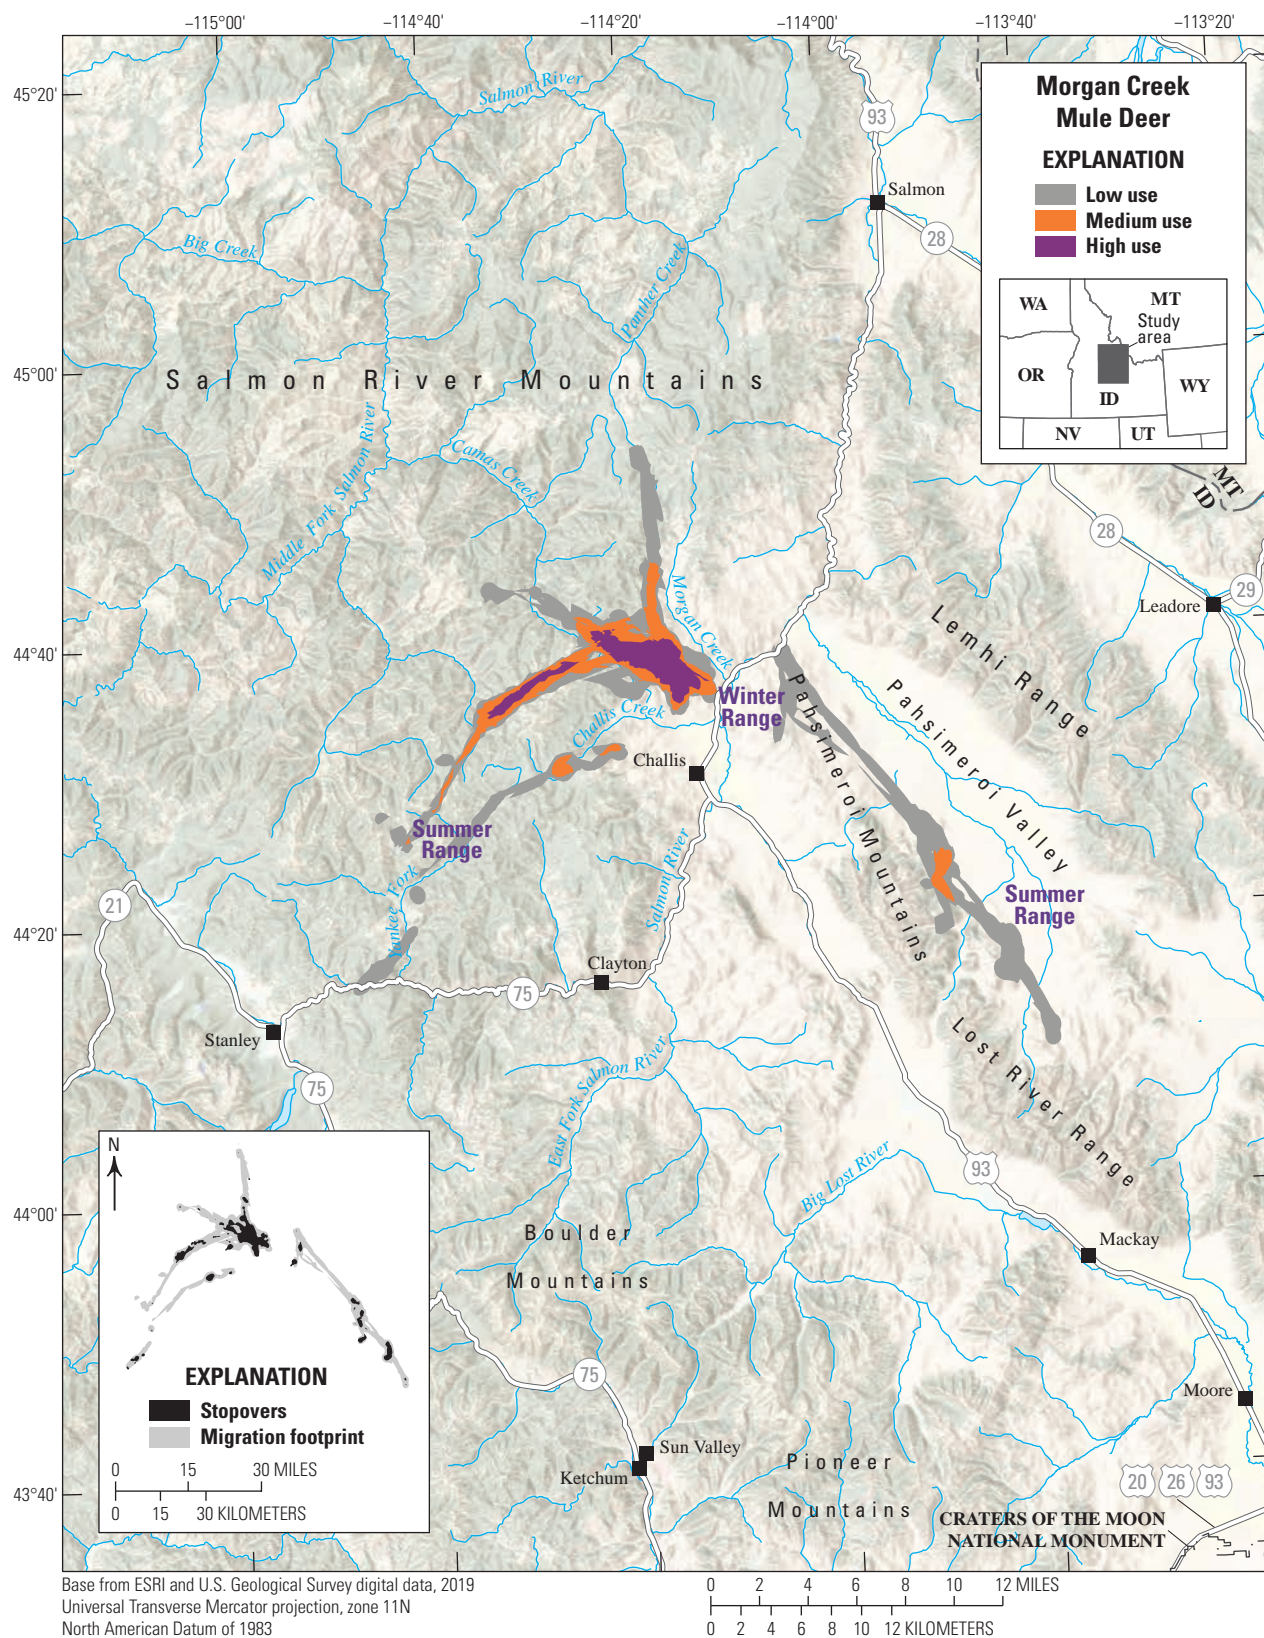 −115°00'
−114°40'
−114°20'
−114°00'
−113°40'
−113°20'
45°20'
45°00'
44°40'
44°20'
44°00'
43°40'
Morgan Creek
Mule Deer
EXPLANATION
Low use
Medium use
High use
WA
MT
Study
area
OR
ID
WY
NV
UT
MT
ID
Salmon River
93
Salmon
28
Big Creek
Panther Creek
Salmon River Mountains
Middle Fork Salmon River
Camas Creek
Morgan Creek
28
29
Leadore
Lemhi Range
Winter
Range
Challis Creek
Challis
Pahsimeroi Valley
Pahsimeroi Mountains
Summer
Range
Summer
Range
Yankee Fork
Salmon River
21
Clayton
75
Stanley
75
Lost River Range
East Fork Salmon River
Big Lost River
93
Boulder
Mountains
Mackay
75
Moore
Sun Valley
Ketchum
Pioneer
Mountains
20
26
93
CRATERS OF THE MOON
NATIONAL MONUMENT
N
EXPLANATION
Stopovers
Migration footprint
0 15 30 MILES
0 15 30 KILOMETERS
Base from ESRI and U.S. Geological Survey digital data, 2019
Universal Transverse Mercator projection, zone 11N
North American Datum of 1983
0 2 4 6 8 10 12 MILES
0 2 4 6 8 10 12 KILOMETERS